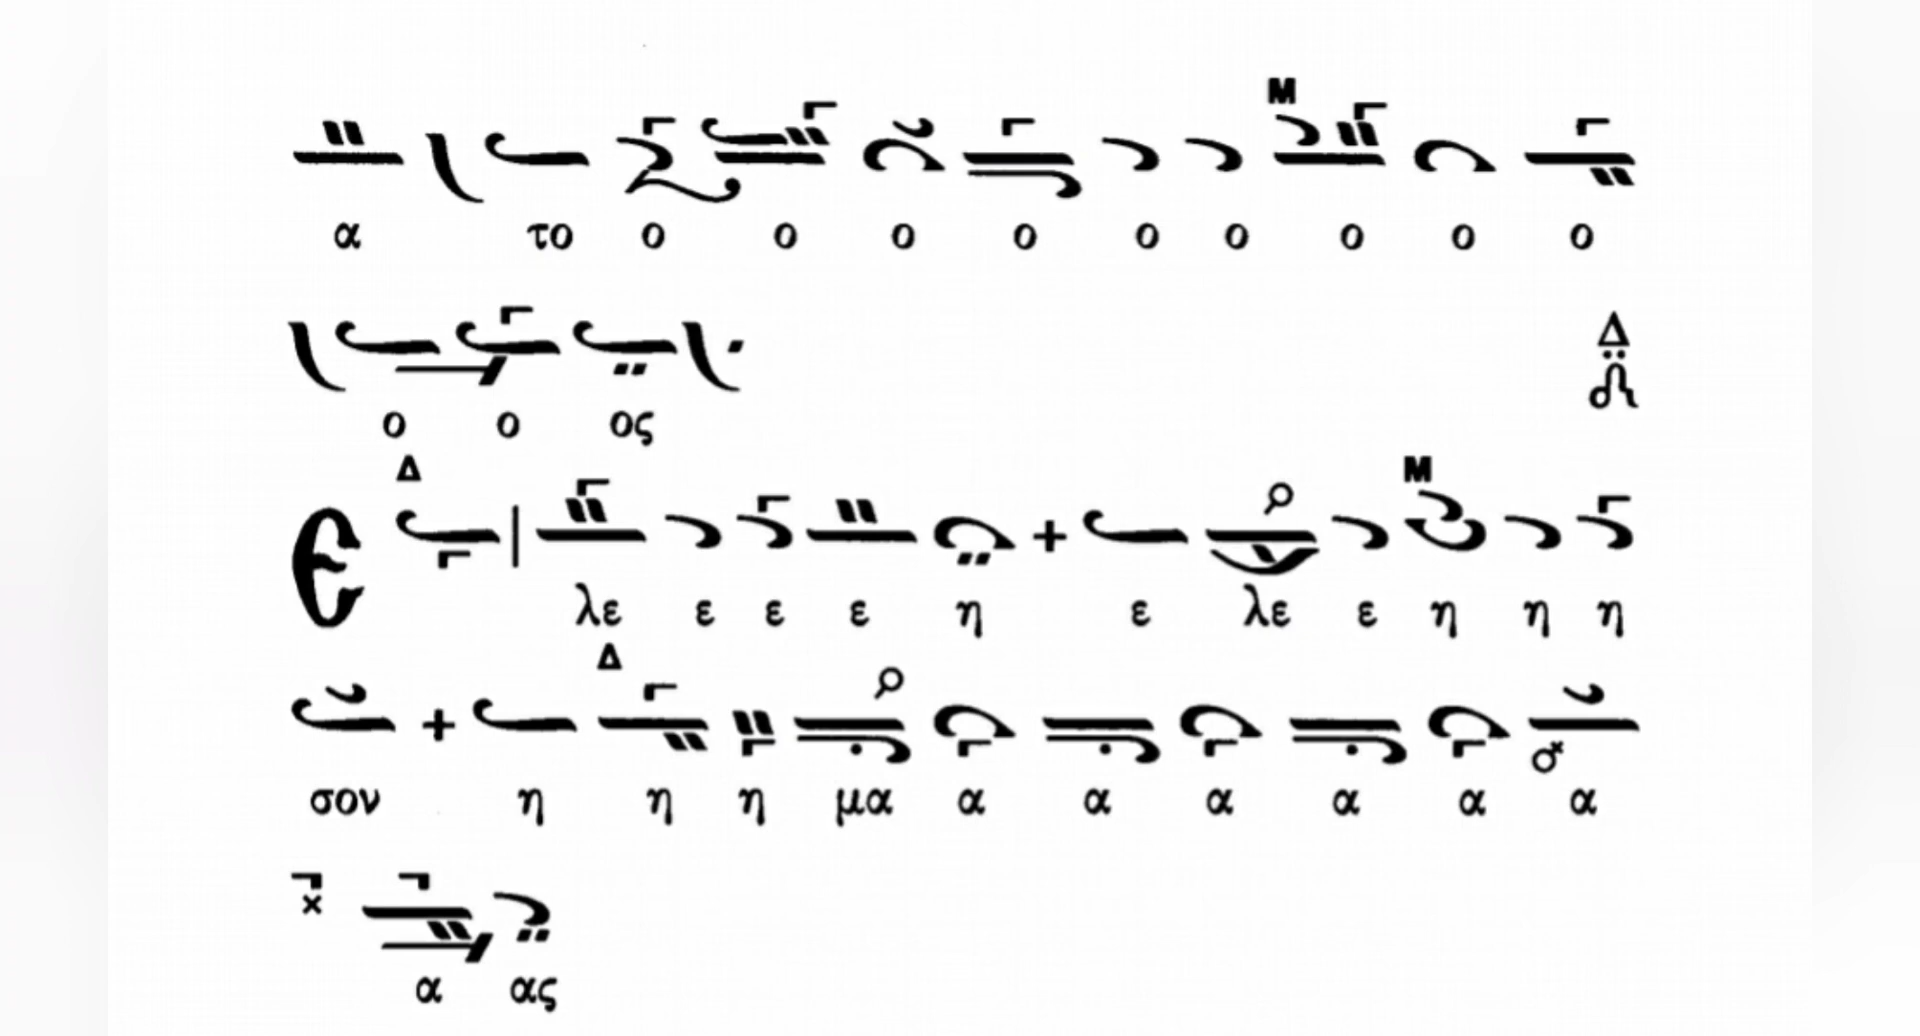 Μ
α το ο ο ο ο ο ο ο ο ο
Δ
ο ο ος
Δ Μ
Ε λε ε ε ε η ε λε ε η η η
Δ
σον η η η μα α α α α α α
α ας